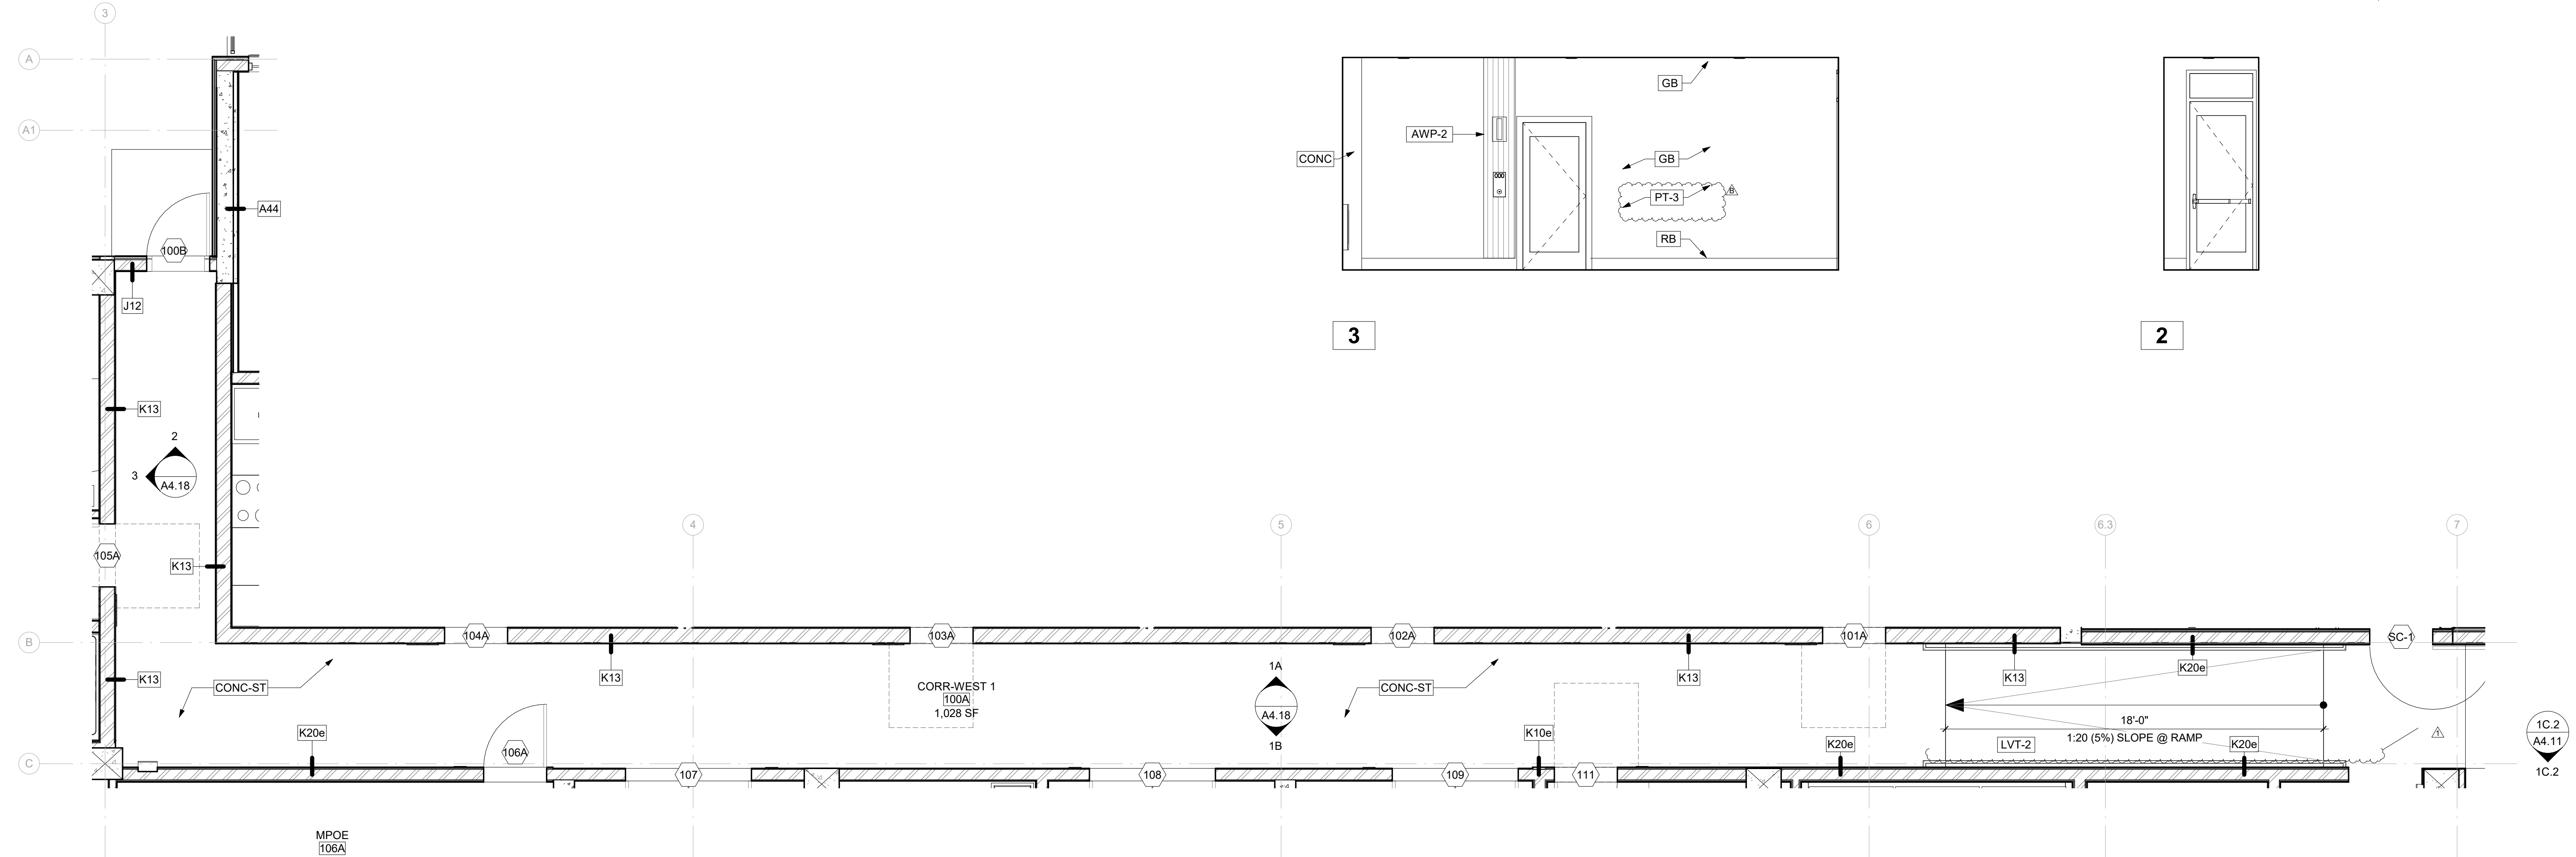 3
A
A1
GB
AWP-2
CONC
GB
PT-3
B
RB
3
2
A44
100B
J12
K13
2
3
A4.18
105A
K13
4
5
6
6.3
7
B
104A
103A
102A
101A
SC-1
K13
CONC-ST
K13
CORR-WEST 1
100A
1,028 SF
1A
A4.18
1B
CONC-ST
K13
K13
K20e
18'-0"
1:20 (5%) SLOPE @ RAMP
LVT-2
K20e
1
1C.2
A4.11
1C.2
C
K20e
106A
107
108
109
K10e
111
K20e
MPOE
106A